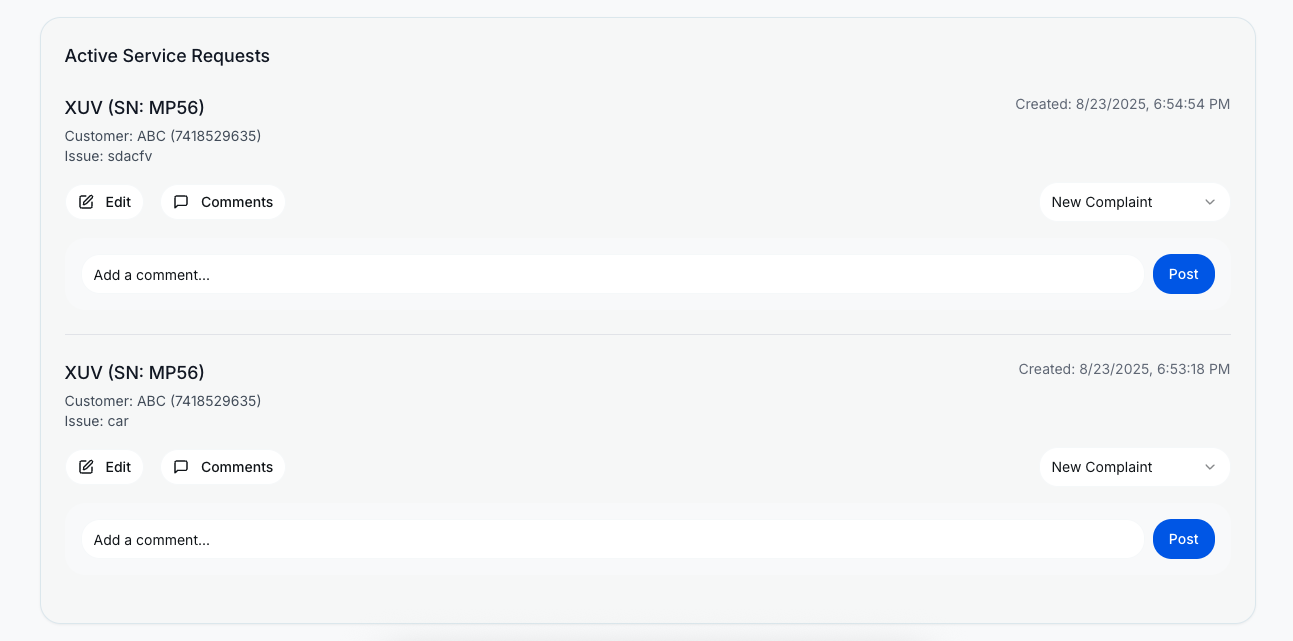 Active Service Requests
XUV (SN: MP56)
Created: 8/23/2025, 6:54:54 PM
Customer: ABC (7418529635)
Issue: sdacfv
Edit
Comments
New Complaint
Add a comment...
Post
XUV (SN: MP56)
Created: 8/23/2025, 6:53:18 PM
Customer: ABC (7418529635)
Issue: car
Edit
Comments
New Complaint
Add a comment...
Post